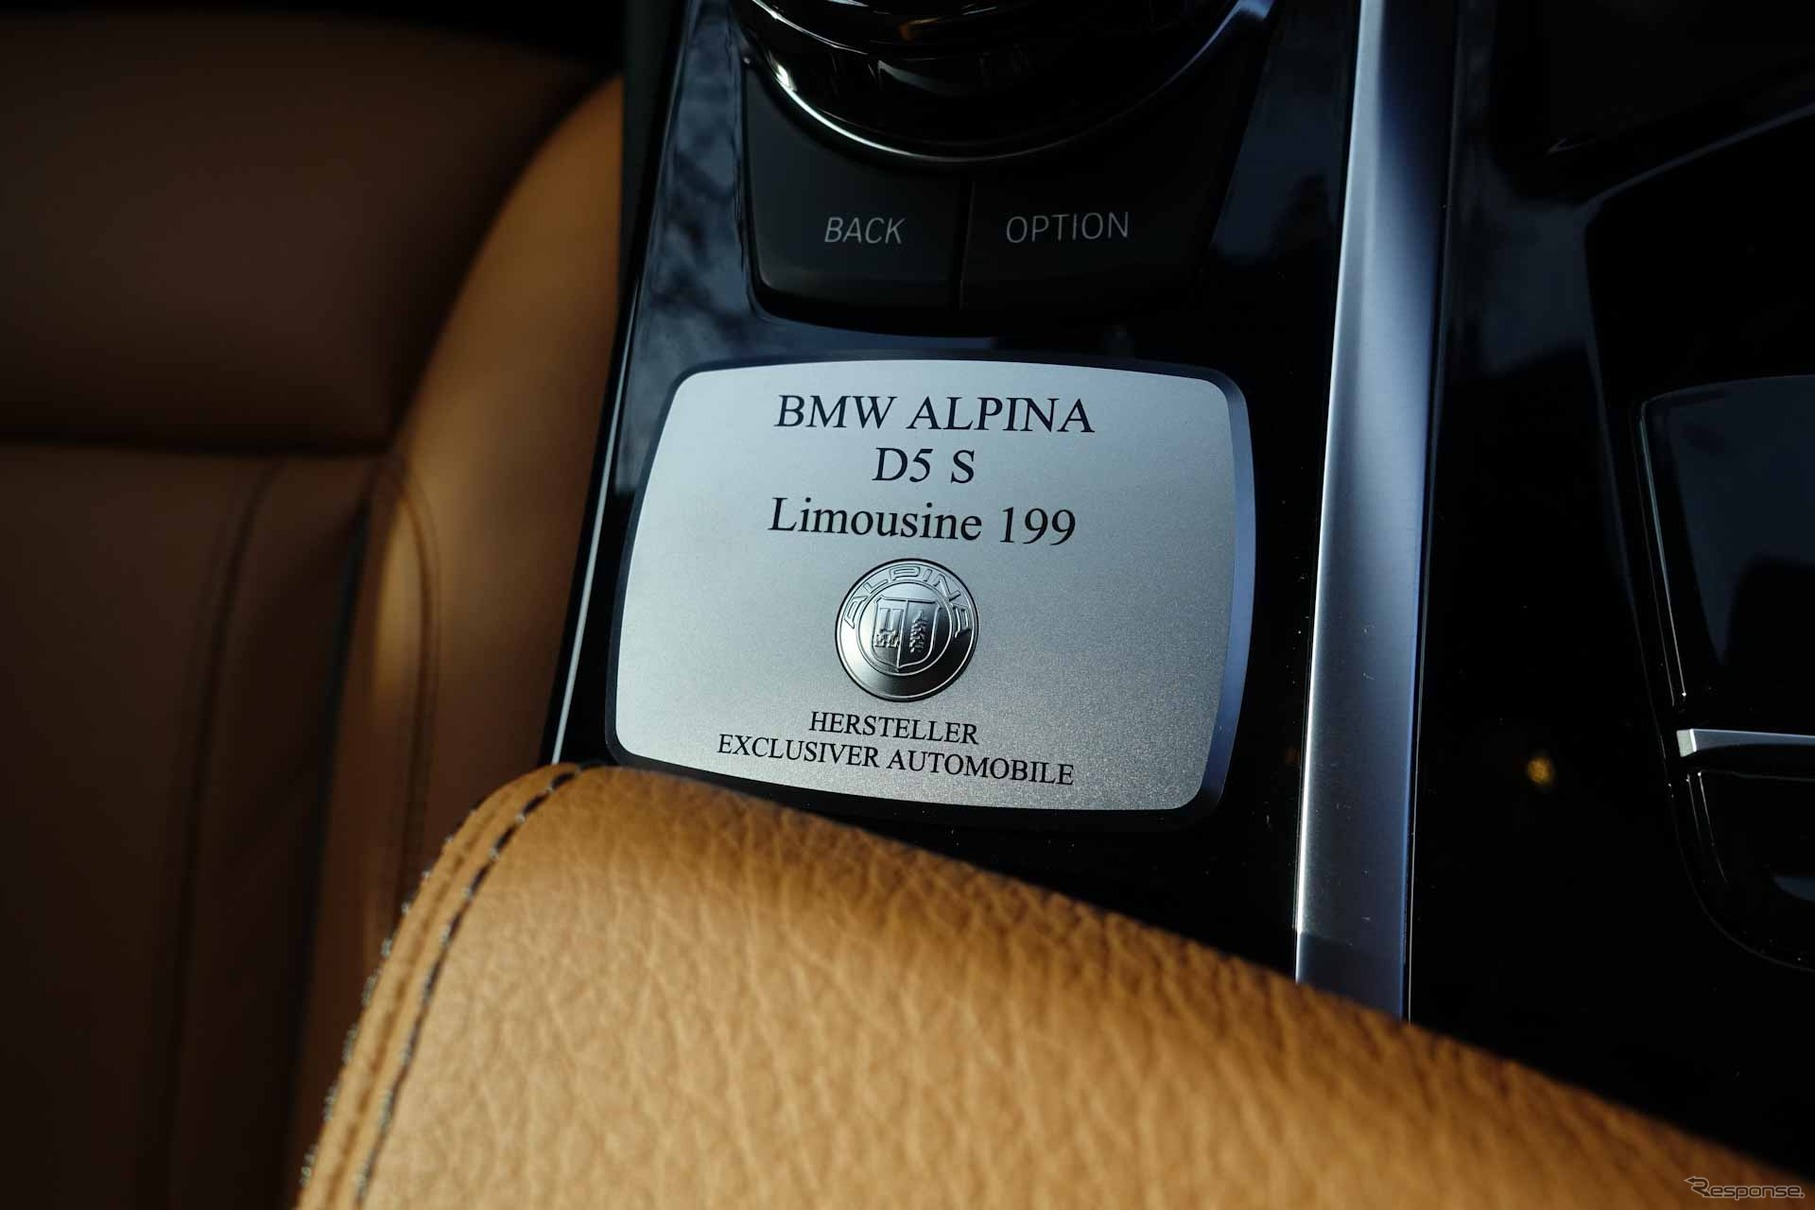 BACK OPTION
BMW ALPINA
D5 S
Limousine 199
ALPINA
HERSTELLER
EXCLUSIVER AUTOMOBILE
Response.